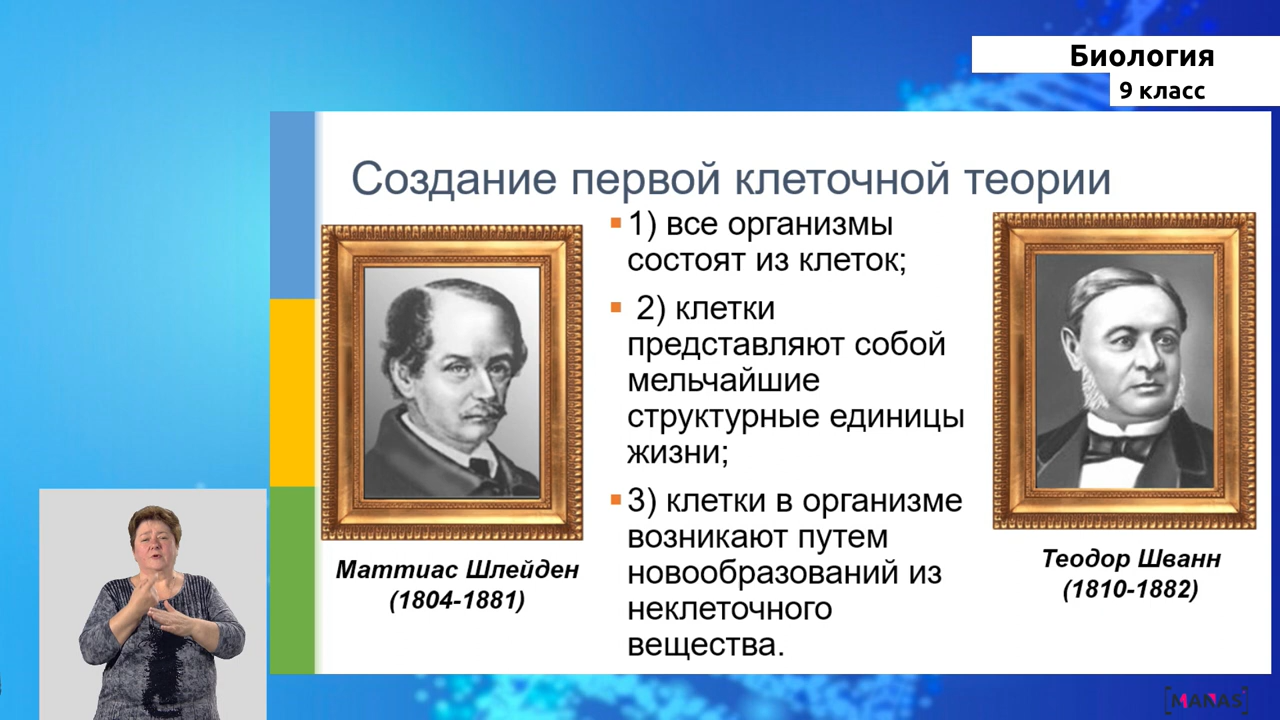 Биология
9 класс
Создание первой клеточной теории
1) все организмы
состоят из клеток;
2) клетки
представляют собой
мельчайшие
структурные единицы
жизни;
3) клетки в организме
возникают путем
новообразований из
неклеточного
вещества.
Маттиас Шлейден
(1804-1881)
Теодор Шванн
(1810-1882)
[MANAS]